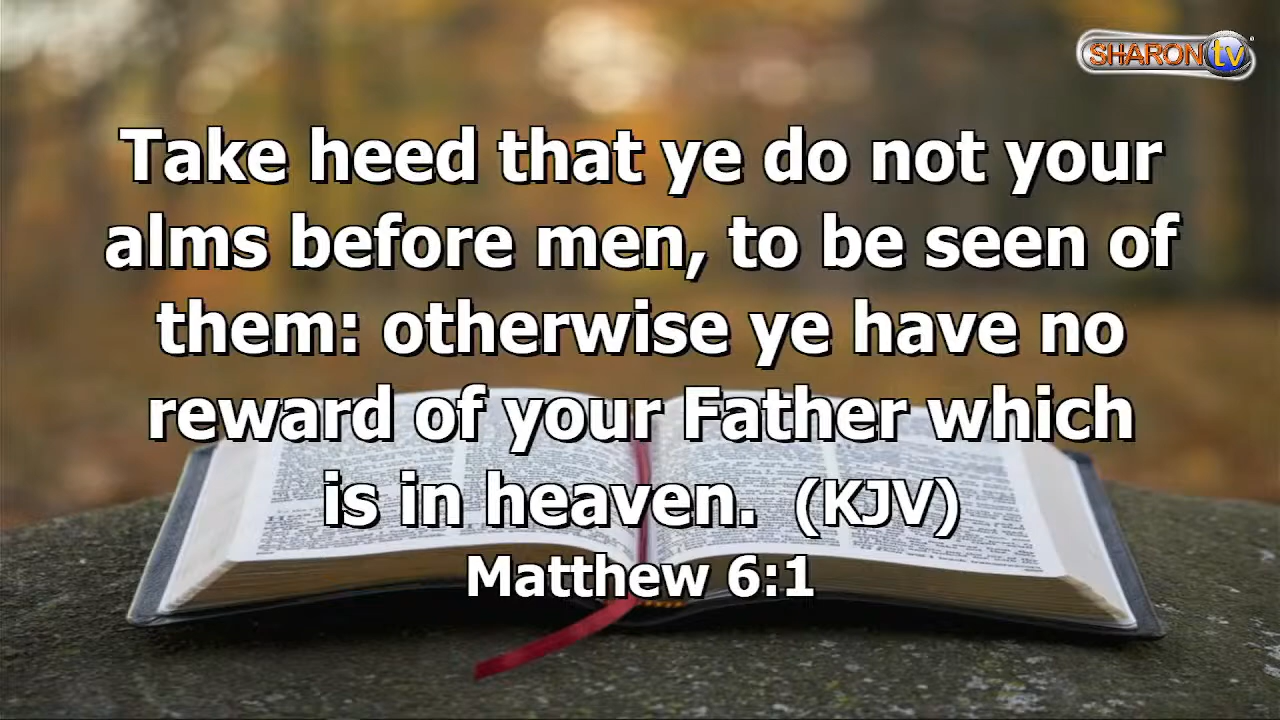 SHARON tv
Take heed that ye do not your
alms before men, to be seen of
them: otherwise ye have no
reward of your Father which
is in heaven. (KJV)
Matthew 6:1